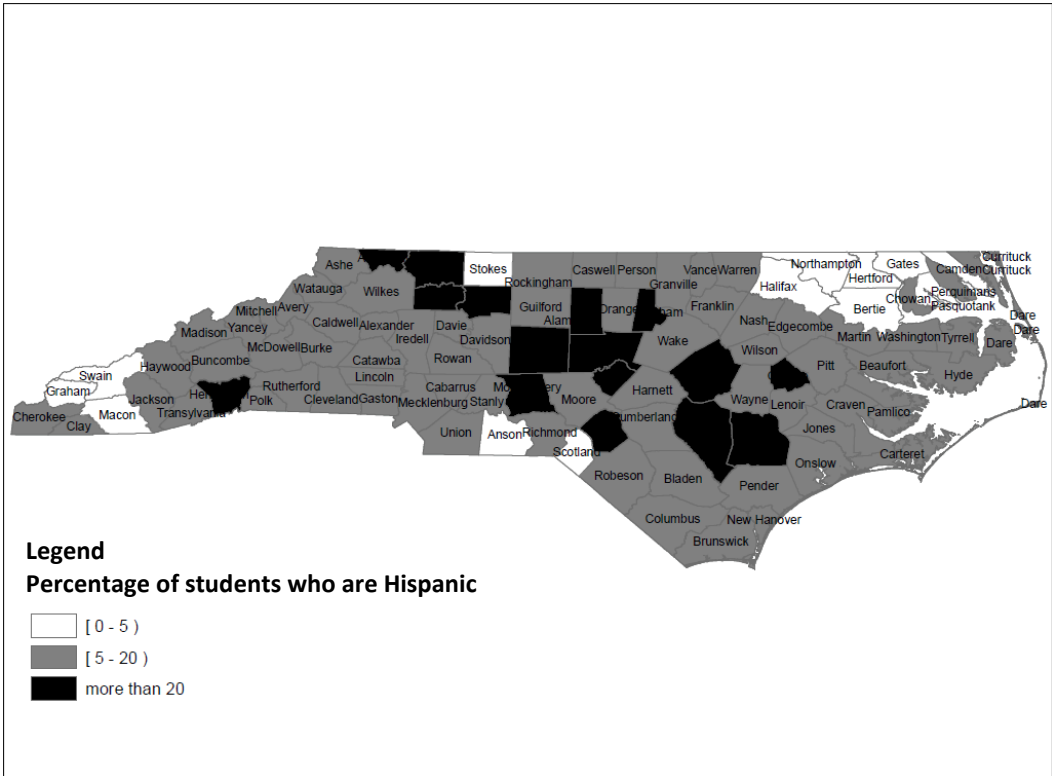 Ashe
Stokes
Rockingham
Caswell
Person
Vance
Warren
Granville
Northampton
Gates
Hertford
Halifax
Bertie
Camden
Currituck
Currituck
Perquimans
Pasquotank
Chowan
Watauga
Wilkes
Mitchell
Avery
Yancey
Madison
Caldwell
Alexander
Iredell
Davie
Davidson
Guilford
Alam
Orange
ham
Franklin
Nash
Edgecombe
Martin
Washington
Tyrrell
Dare
Dare
Dare
Wake
Wilson
Pitt
Beaufort
Hyde
Haywood
Buncombe
McDowell
Burke
Catawba
Rowan
Lincoln
Swain
Graham
Macon
Jackson
Transylvania
Polk
Rutherford
Cleveland
Gaston
Mecklenburg
Cabarrus
Stanly
Mo
ery
Moore
Harnett
Wayne
Lenoir
Craven
Pamlico
Dare
Cherokee
Clay
Union
Anson
Richmond
Scotland
umberland
Jones
Carteret
Onslow
Robeson
Bladen
Pender
Columbus
New Hanover
Brunswick
Legend
Percentage of students who are Hispanic
[ 0 - 5 )
[ 5 - 20 )
more than 20